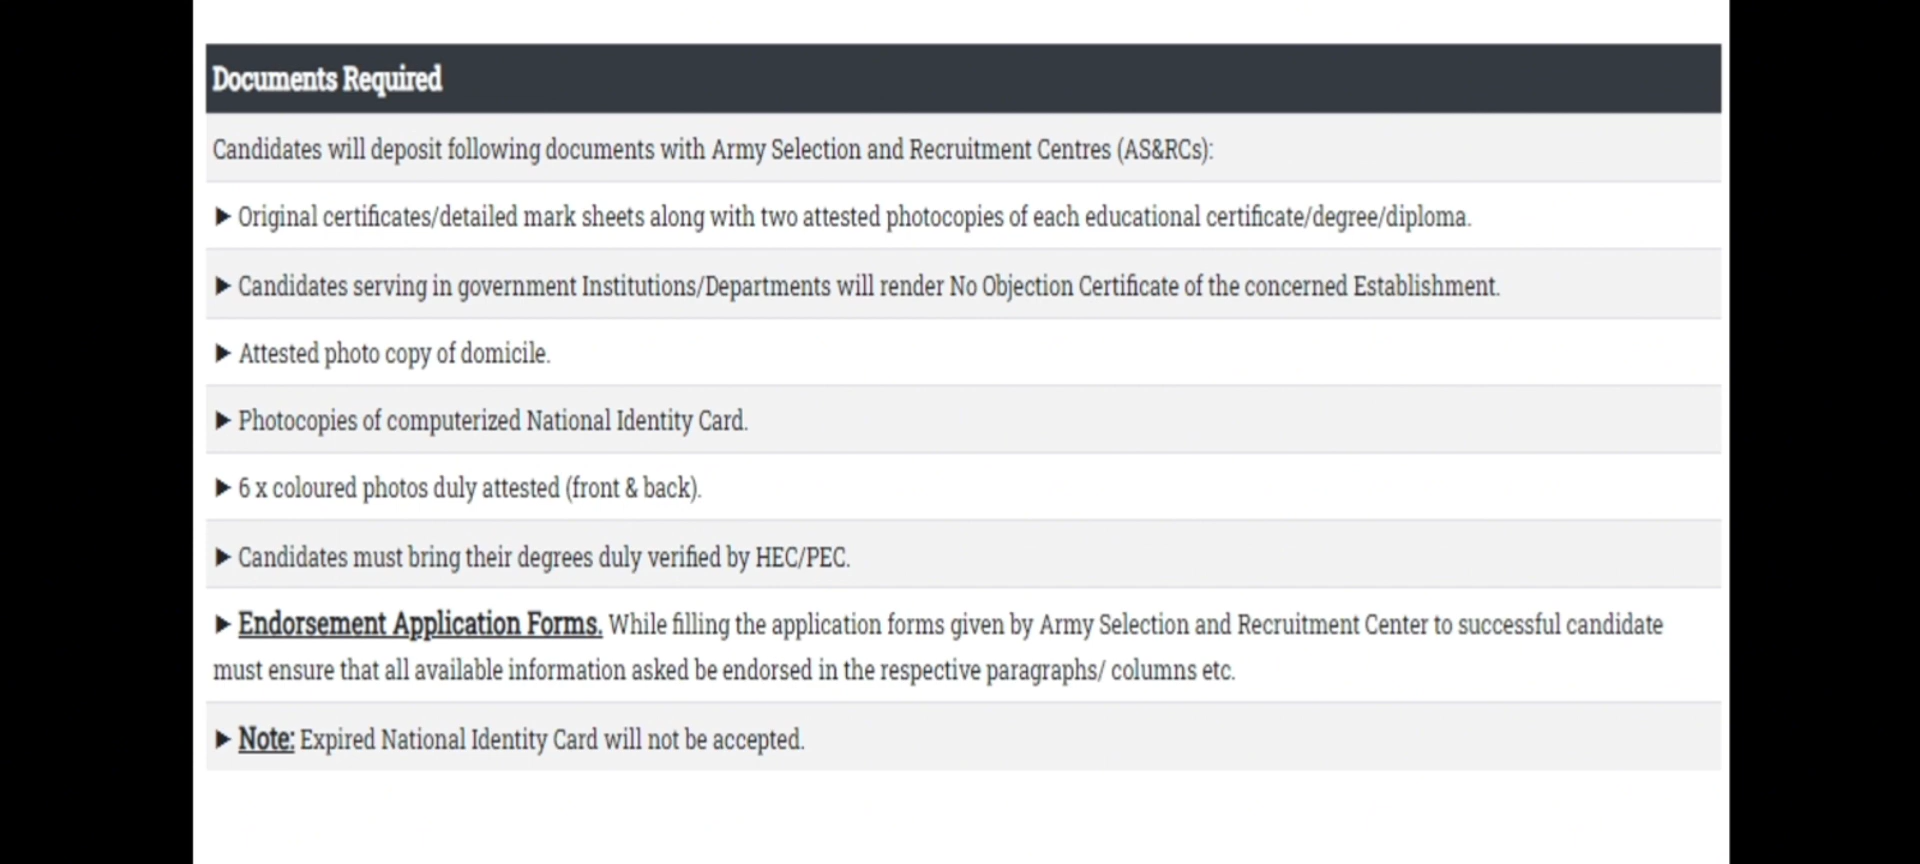 Documents Required
Candidates will deposit following documents with Army Selection and Recruitment Centres (AS&RCs):
▶ Original certificates/detailed mark sheets along with two attested photocopies of each educational certificate/degree/diploma.
▶ Candidates serving in government Institutions/Departments will render No Objection Certificate of the concerned Establishment.
▶ Attested photo copy of domicile.
▶ Photocopies of computerized National Identity Card.
▶ 6 x coloured photos duly attested (front & back).
▶ Candidates must bring their degrees duly verified by HEC/PEC.
▶ Endorsement Application Forms. While filling the application forms given by Army Selection and Recruitment Center to successful candidate
must ensure that all available information asked be endorsed in the respective paragraphs/ columns etc.
▶ Note: Expired National Identity Card will not be accepted.